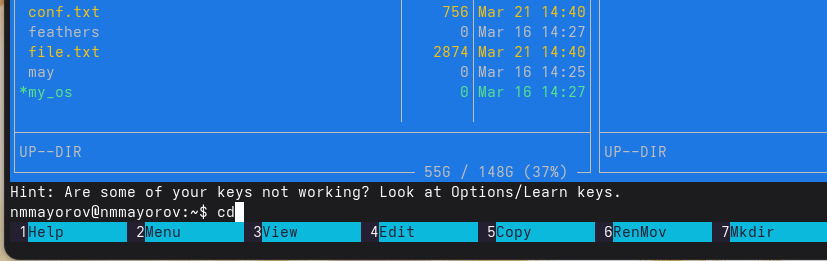 conf.txt 756 Mar 21 14:40
feathers 0 Mar 16 14:27
file.txt 2874 Mar 21 14:40
may 0 Mar 16 14:25
*my_os 0 Mar 16 14:27
UP--DIR UP--DIR
55G / 148G (37%)
Hint: Are some of your keys not working? Look at Options/Learn keys.
nmmayorov@nmmayorov:~$ cd
1Help 2Menu 3View 4Edit 5Copy 6RenMov 7Mkdir